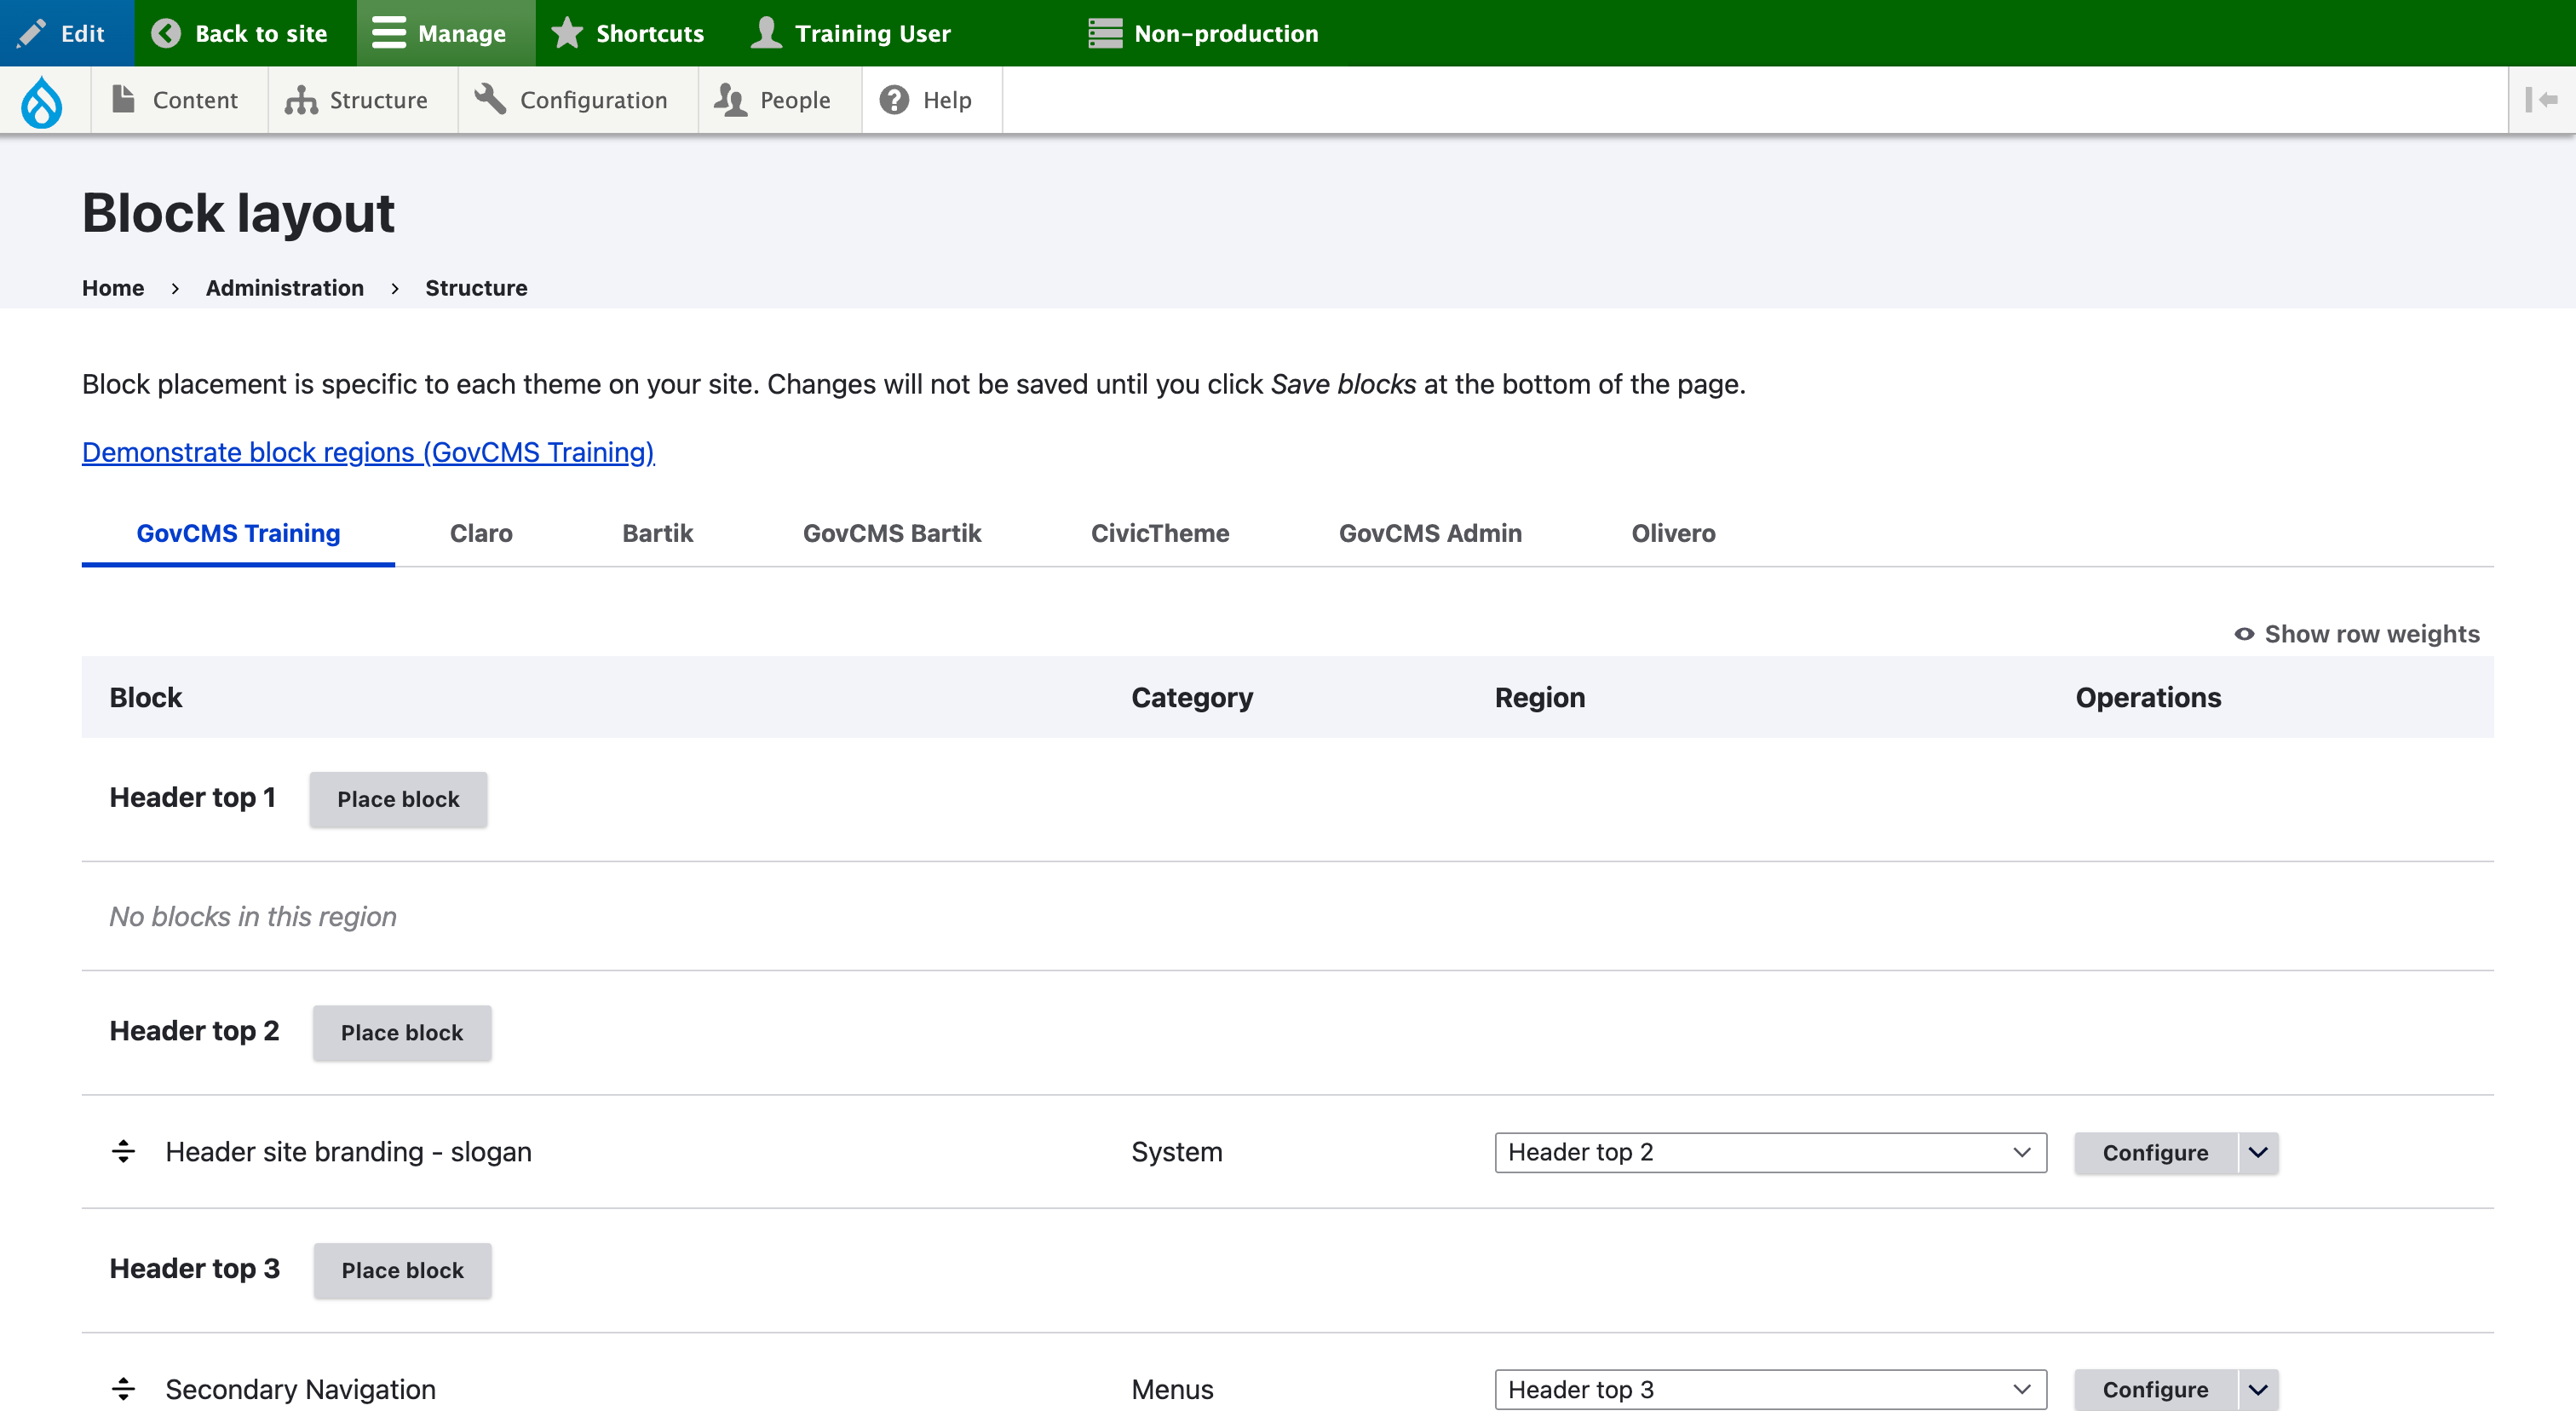 Edit Back to site Manage Shortcuts Training User Non-production
Content Structure Configuration People Help
Block layout
Home › Administration › Structure
Block placement is specific to each theme on your site. Changes will not be saved until you click Save blocks at the bottom of the page.
Demonstrate block regions (GovCMS Training)
GovCMS Training Claro Bartik GovCMS Bartik CivicTheme GovCMS Admin Olivero
Show row weights
Block Category Region Operations
Header top 1 Place block
No blocks in this region
Header top 2 Place block
Header site branding - slogan System Header top 2 Configure
Header top 3 Place block
Secondary Navigation Menus Header top 3 Configure